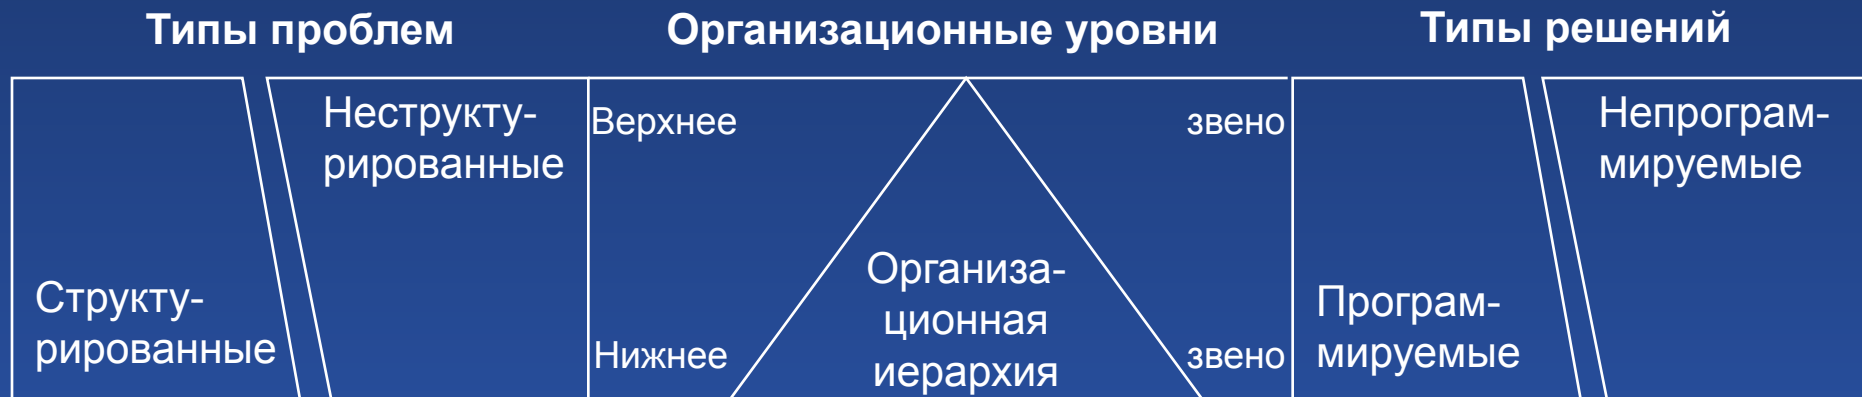 Типы проблем
Организационные уровни
Типы решений
Неструкту-
рированные
Структу-
рированные
Верхнее
звено
Организа-
ционная
иерархия
Нижнее
звено
Непрограм-
мируемые
Програм-
мируемые